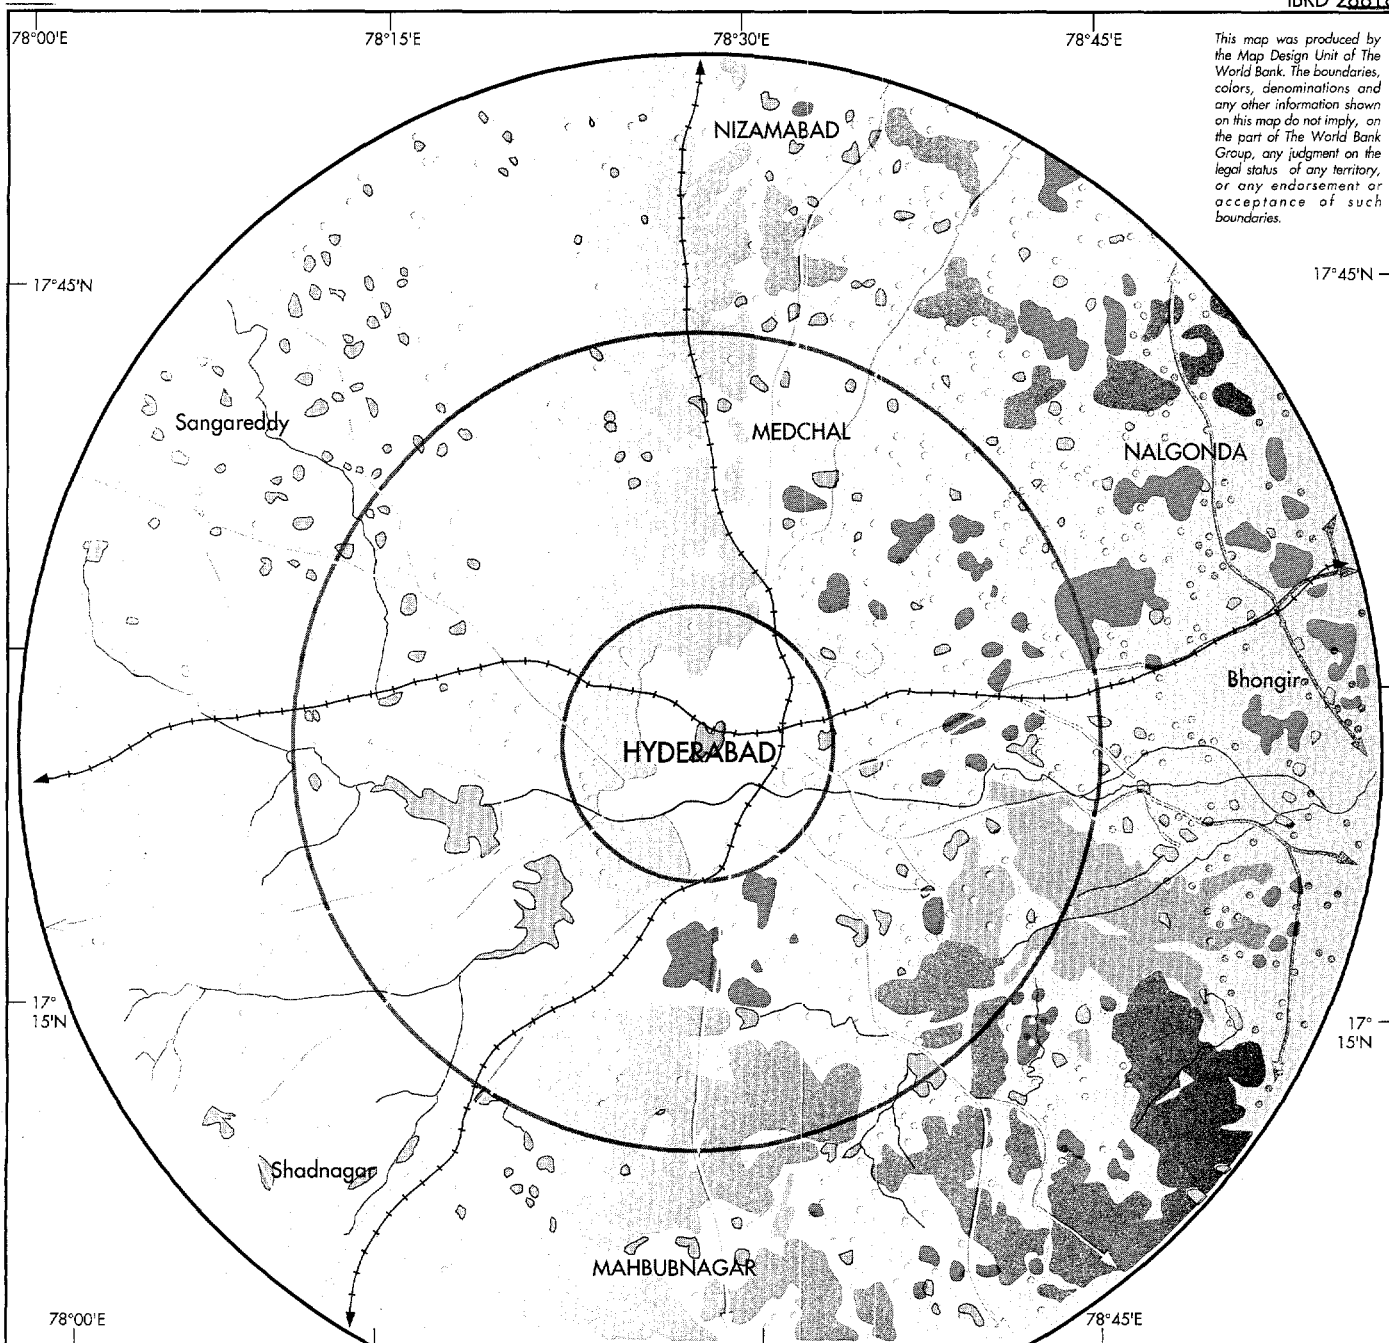 IBRD
78°00'E
78°15'E
78°30'E
78°45'E
This map was produced by
the Map Design Unit of The
World Bank. The boundaries,
colors, denominations and
any other information shown
on this map do not imply, on
the part of The World Bank
Group, any judgment on the
legal status of any territory,
or any endorsement or
acceptance of such
boundaries.
NIZAMABAD
17°45'N
17°45'N
Sangareddy
MEDCHAL
NALGONDA
Bhongir
HYDERABAD
17°
15'N
17°
15'N
Shadnagar
MAHBUBNAGAR
78°00'E
78°45'E